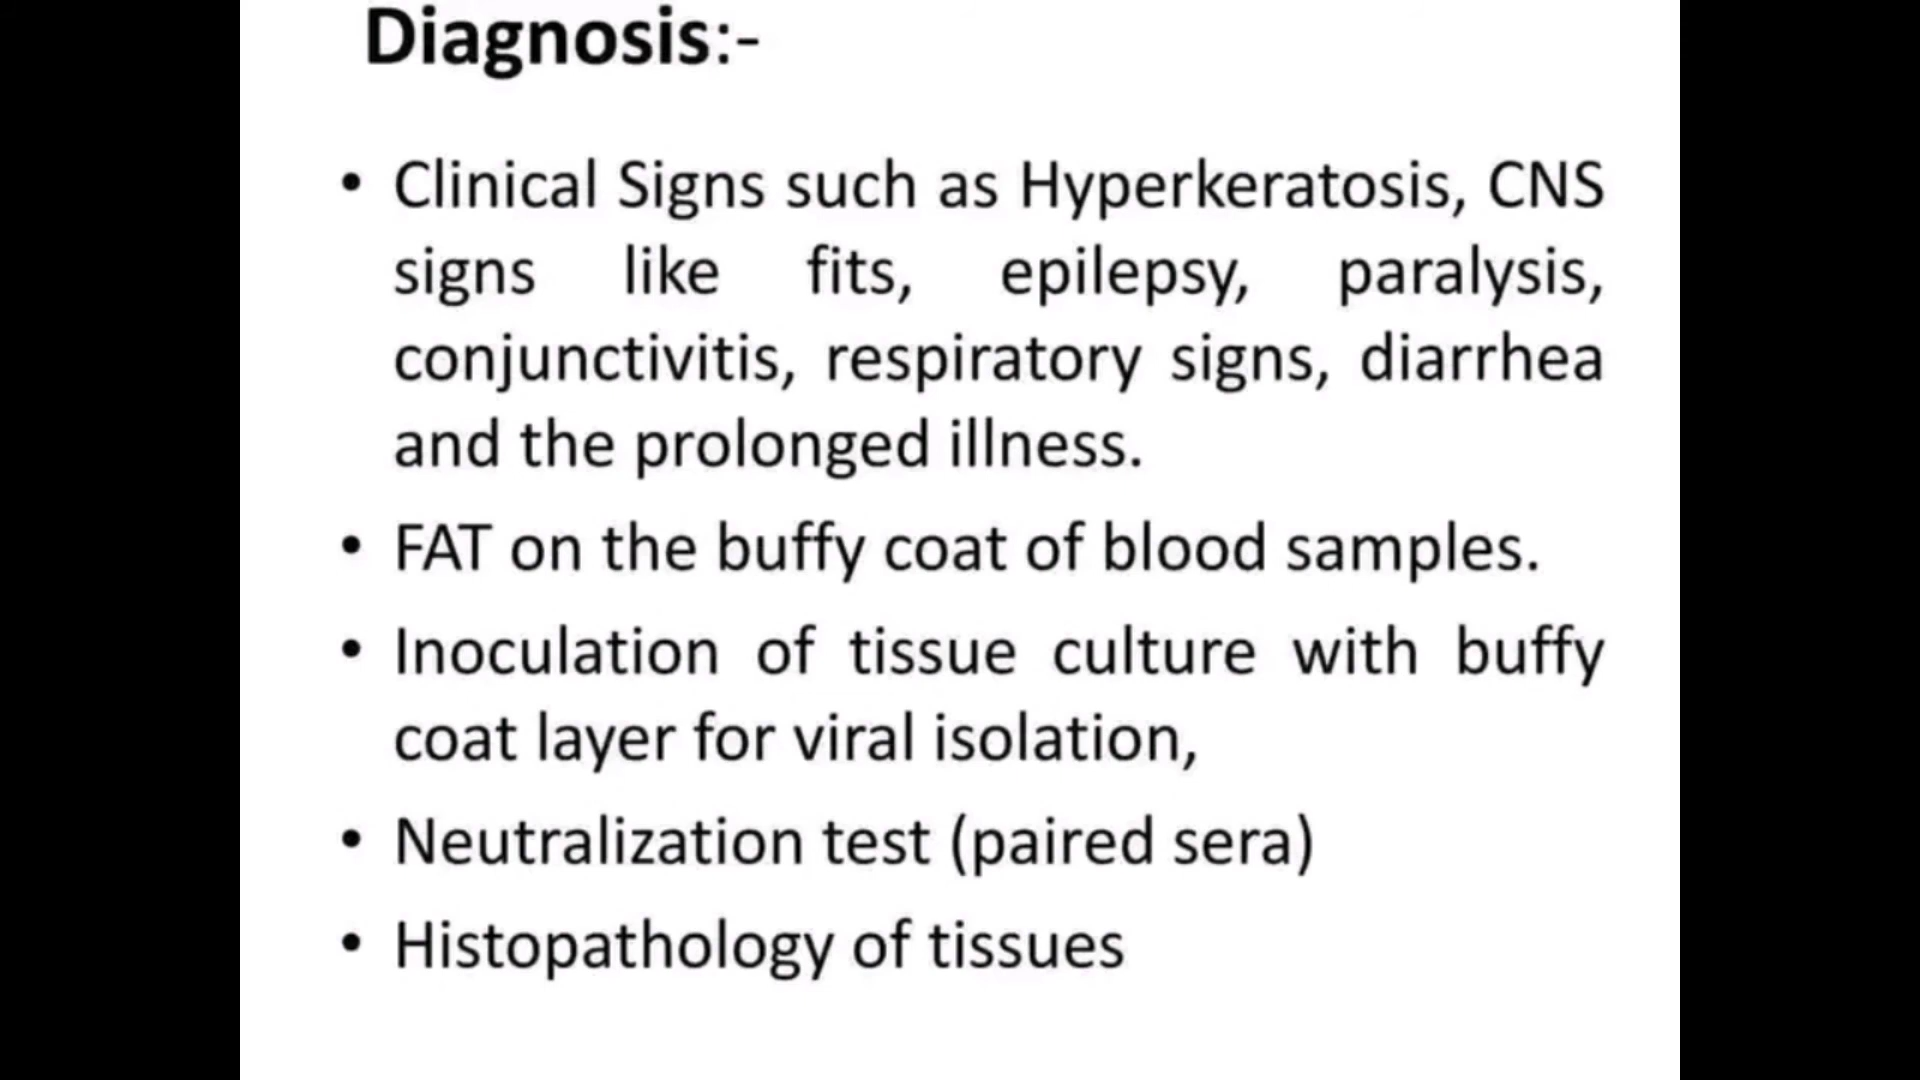 Diagnosis:-
• Clinical Signs such as Hyperkeratosis, CNS
signs like fits, epilepsy, paralysis,
conjunctivitis, respiratory signs, diarrhea
and the prolonged illness.
• FAT on the buffy coat of blood samples.
• Inoculation of tissue culture with buffy
coat layer for viral isolation,
• Neutralization test (paired sera)
• Histopathology of tissues